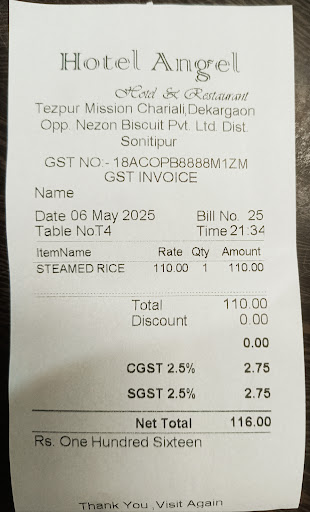 Hotel Angel
Hotel & Restaurant
Tezpur Mission Chariali,Dekargaon
Opp. Nezon Biscuit Pvt. Ltd. Dist.
Sonitipur
GST NO:- 18ACOPB8888M1ZM
GST INVOICE
Name
Date 06 May 2025 Bill No. 25
Table NoT4 Time 21:34
ItemName Rate Qty Amount
STEAMED RICE 110.00 1 110.00
Total 110.00
Discount 0.00
0.00
CGST 2.5% 2.75
SGST 2.5% 2.75
Net Total 116.00
Rs. One Hundred Sixteen
Thank You ,Visit Again